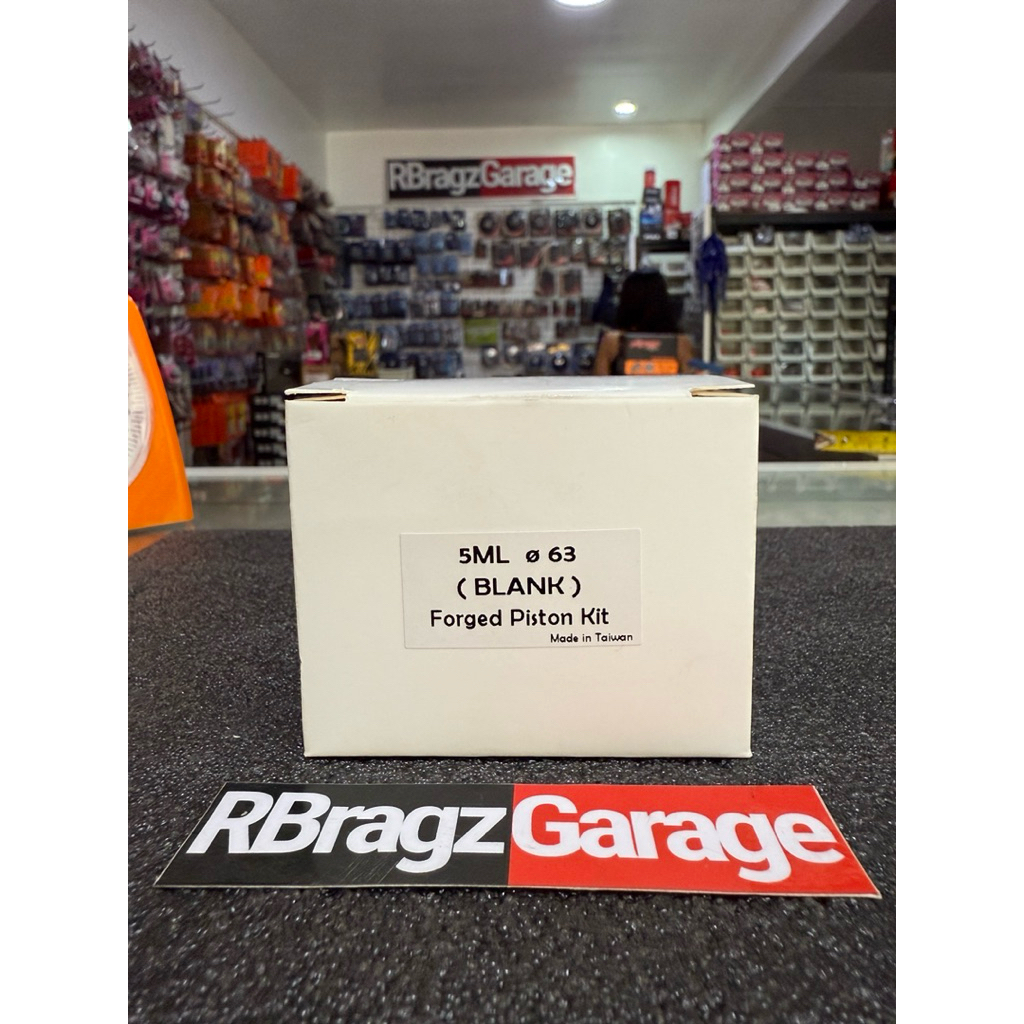 RBragzGarage
5ML ø 63
( BLANK )
Forged Piston Kit
Made in Taiwan
RBragzGarage